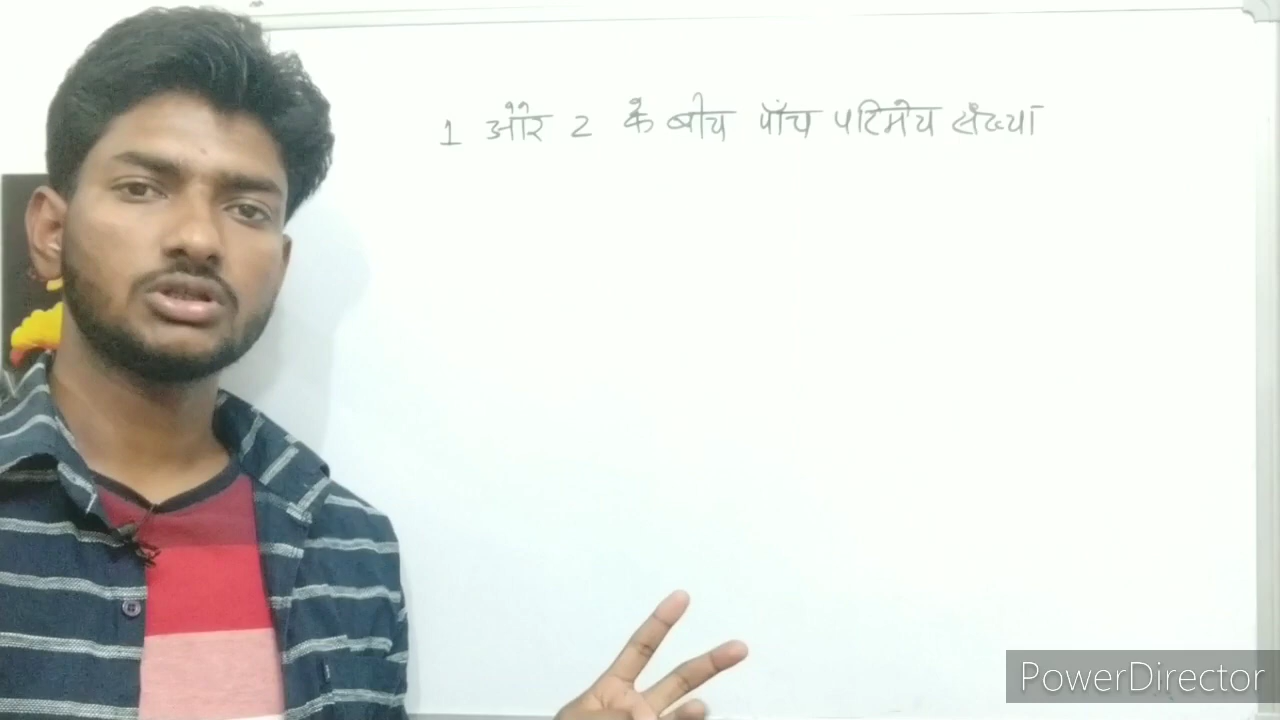 1 और 2 के बीच पाँच परिमेय संख्या
PowerDirector